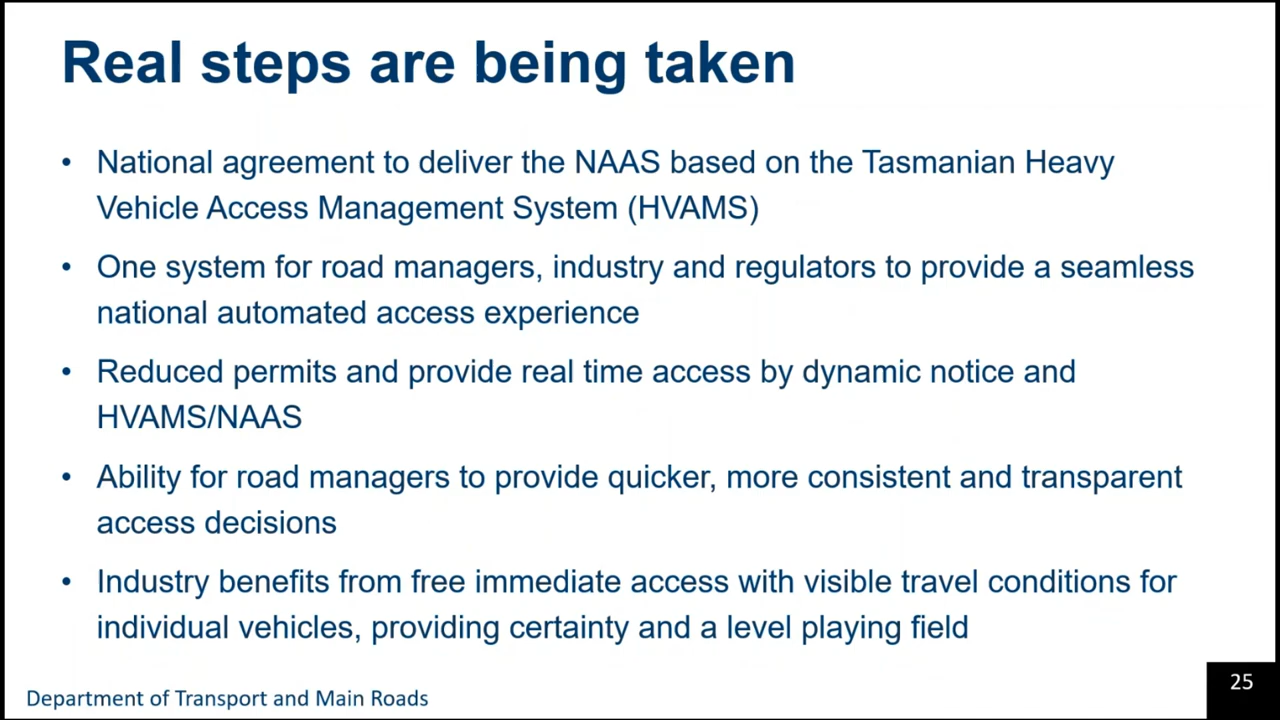 Real steps are being taken
• National agreement to deliver the NAAS based on the Tasmanian Heavy
Vehicle Access Management System (HVAMS)
• One system for road managers, industry and regulators to provide a seamless
national automated access experience
• Reduced permits and provide real time access by dynamic notice and
HVAMS/NAAS
• Ability for road managers to provide quicker, more consistent and transparent
access decisions
• Industry benefits from free immediate access with visible travel conditions for
individual vehicles, providing certainty and a level playing field
Department of Transport and Main Roads
25